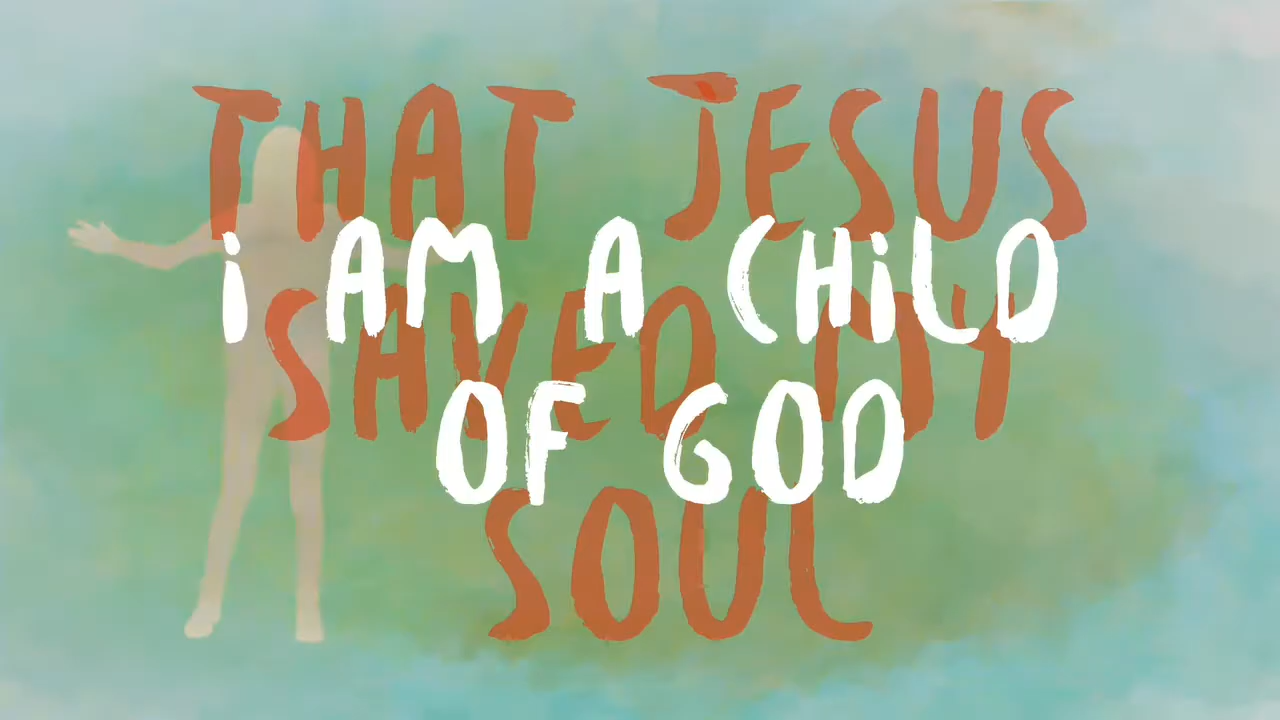 THAT JESUS
i AM A CHiLD
SAVED MY
OF GOD
SOUL